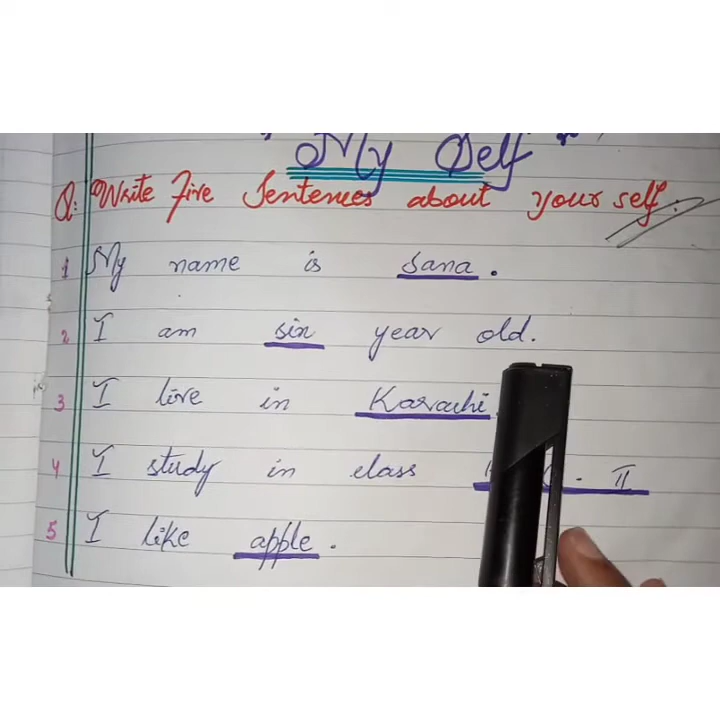 My Self
Q: Write Five Sentences about your self.
1 My name is Sana.
2 I am six year old.
3 I live in Karachi
4 I study in class . II
5 I like apple.